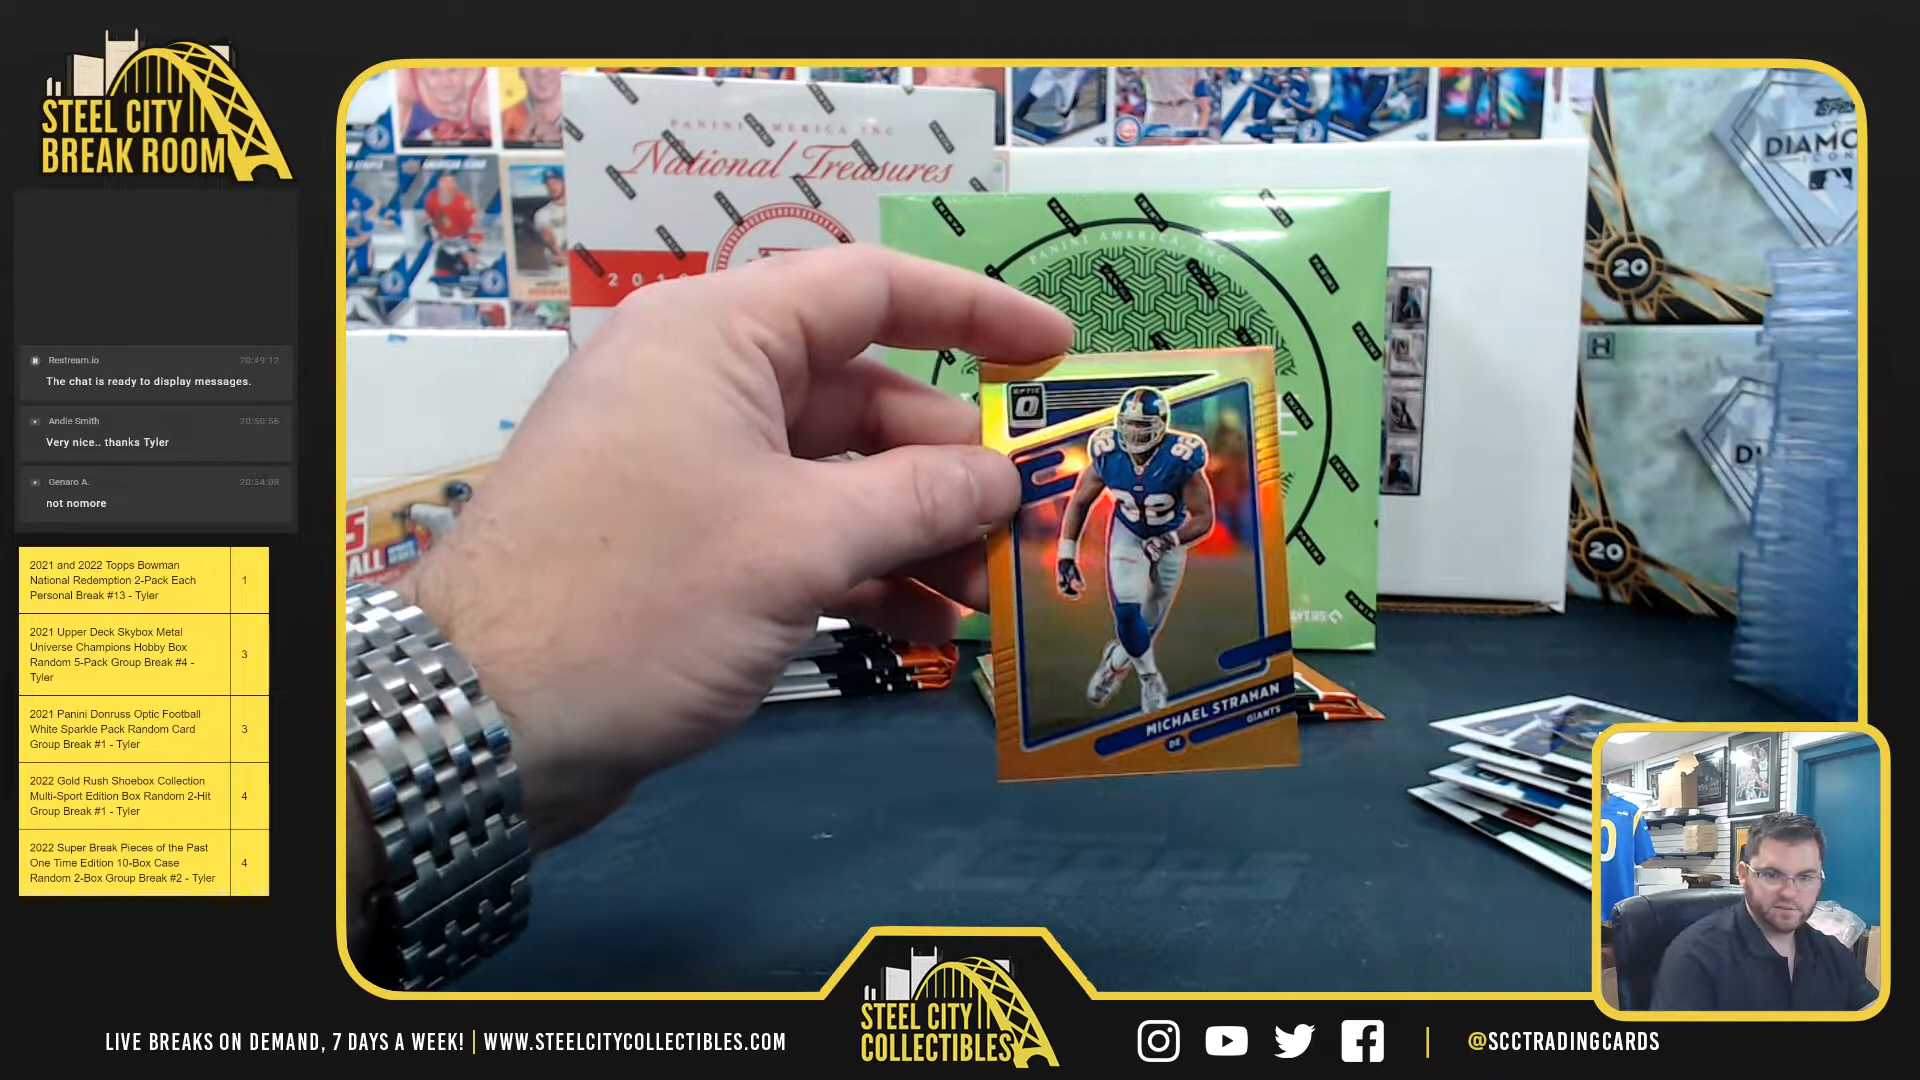 STEEL CITY
BREAK ROOM
Restream.io 20:49:12
The chat is ready to display messages.
Andie Smith 20:50:56
Very nice.. thanks Tyler
Genaro A. 20:54:08
not nomore
2021 and 2022 Topps Bowman
National Redemption 2-Pack Each
Personal Break #13 - Tyler
1
2021 Upper Deck Skybox Metal
Universe Champions Hobby Box
Random 5-Pack Group Break #4 -
Tyler
3
2021 Panini Donruss Optic Football
White Sparkle Pack Random Card
Group Break #1 - Tyler
3
2022 Gold Rush Shoebox Collection
Multi-Sport Edition Box Random 2-Hit
Group Break #1 - Tyler
4
2022 Super Break Pieces of the Past
One Time Edition 10-Box Case
Random 2-Box Group Break #2 - Tyler
4
PANINI AMERICA INC
National Treasures
PANINI AMERICA, INC
OPTIC
92
MICHAEL STRAHAN
GIANTS
DE
topps
DIAMO
ICON
20
20
TOPPS
LIVE BREAKS ON DEMAND, 7 DAYS A WEEK! | WWW.STEELCITYCOLLECTIBLES.COM
STEEL CITY
COLLECTIBLES
@SCCTRADINGCARDS